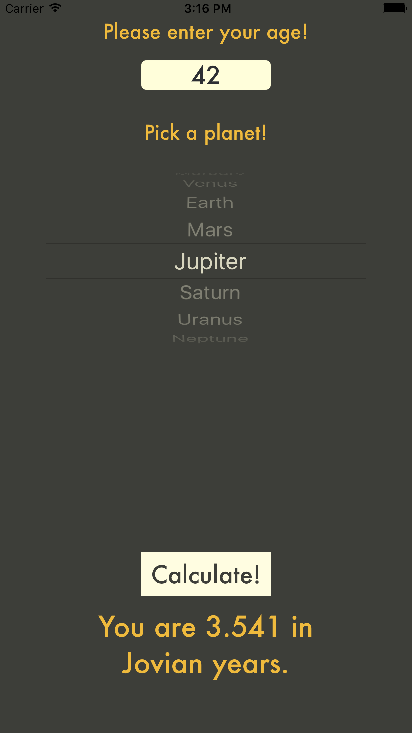 Carrier 3:16 PM
Please enter your age!
42
Pick a planet!
Venus
Earth
Mars
Jupiter
Saturn
Uranus
Neptune
Calculate!
You are 3.541 in
Jovian years.